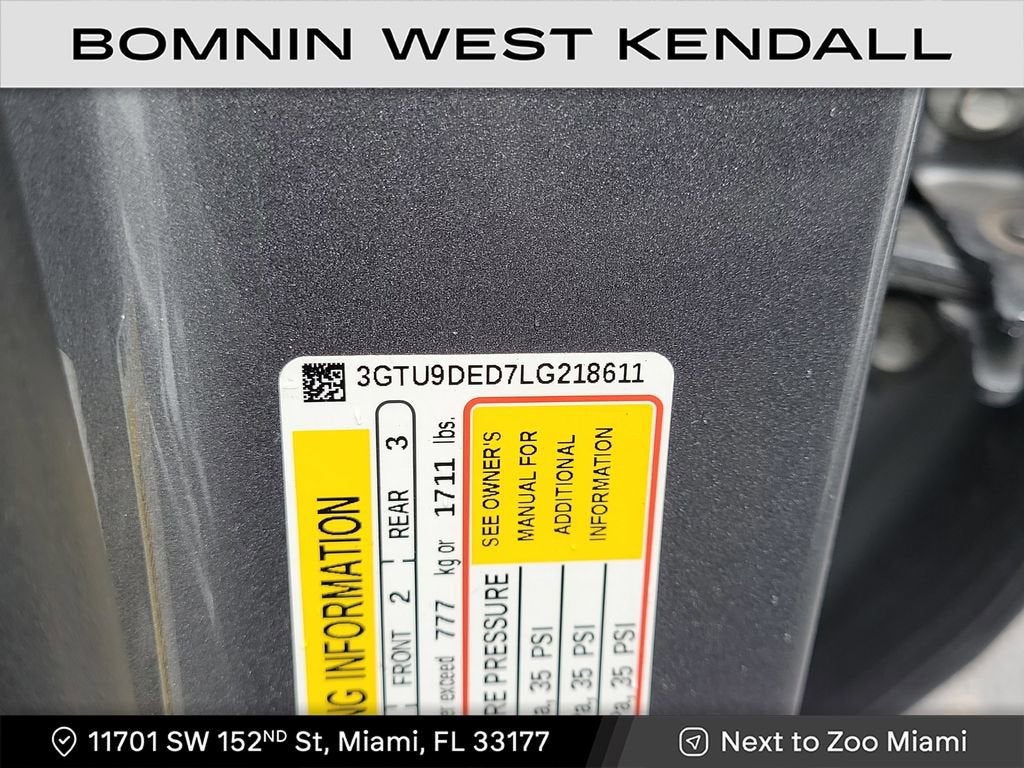 BOMNIN WEST KENDALL
3GTU9DED7LG218611
INFORMATION
FRONT 2 REAR 3
exceed 777 kg or 1711 lbs.
PRESSURE
35 PSI
35 PSI
35 PSI
SEE OWNER'S
MANUAL FOR
ADDITIONAL
INFORMATION
11701 SW 152ND St, Miami, FL 33177
Next to Zoo Miami